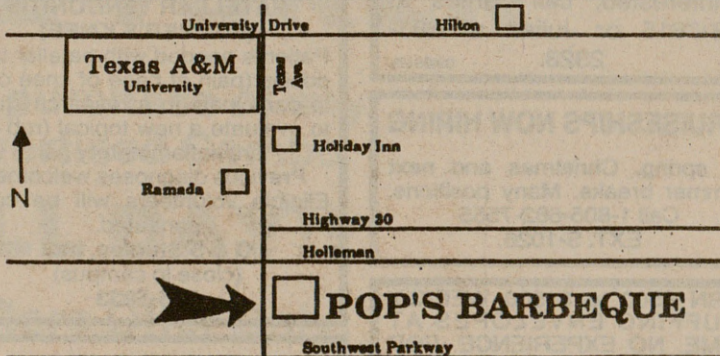 University Drive
Hilton
Texas A&M
University
Texas
Ave.
Holiday Inn
Ramada
N
Highway 30
Holleman
POP'S BARBEQUE
Southwest Parkway